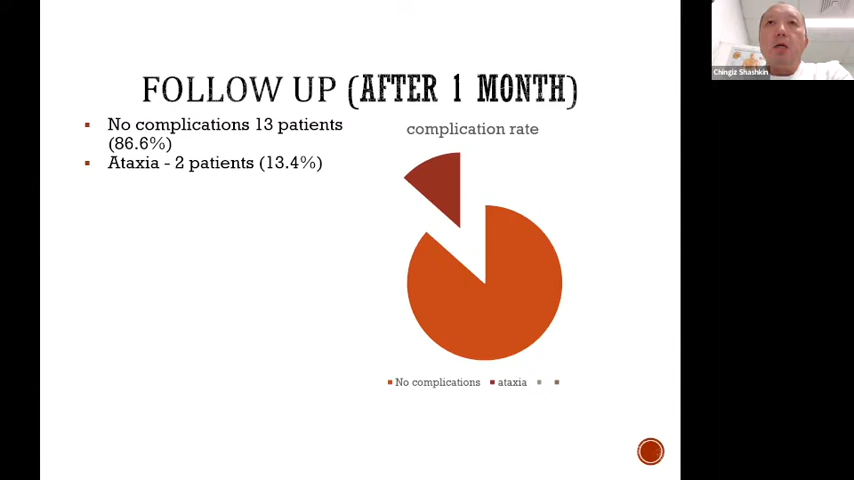 FOLLOW UP (AFTER 1 MONTH)
No complications 13 patients
(86.6%)
Ataxia - 2 patients (13.4%)
complication rate
No complications ataxia
Chingiz Shashkin